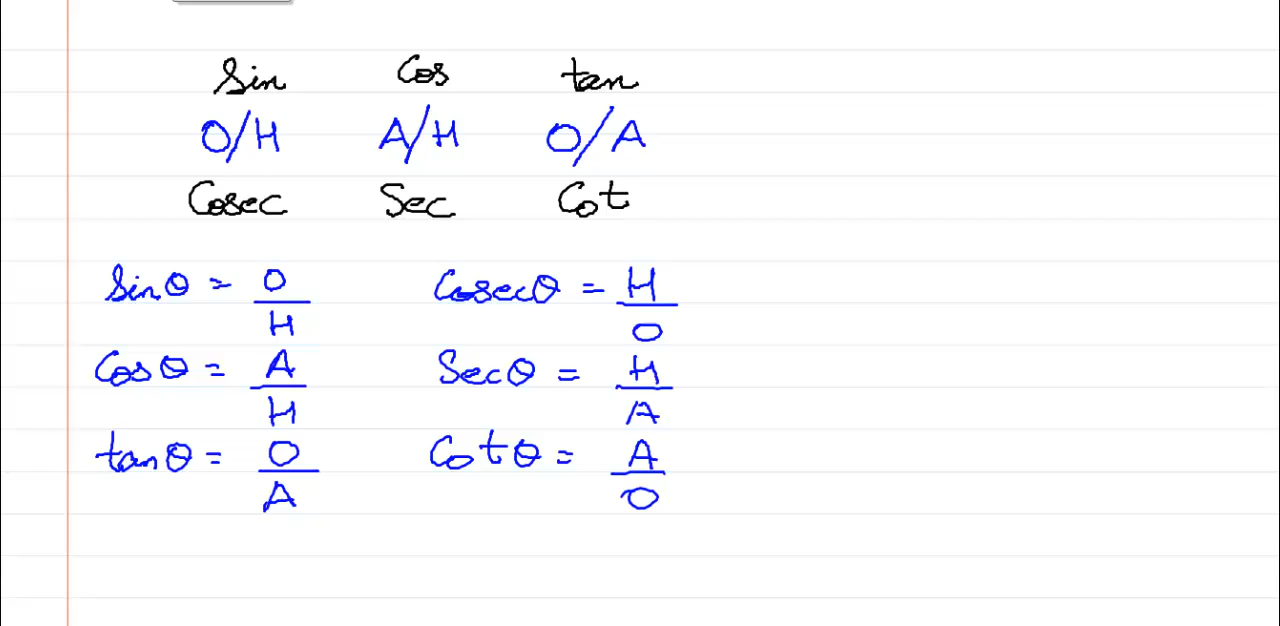 Sin Cos tan
O/H A/H O/A
Cosec Sec Cot
Sinθ = O/H Cosecθ = H/O
Cosθ = A/H Secθ = H/A
tanθ = O/A Cotθ = A/O